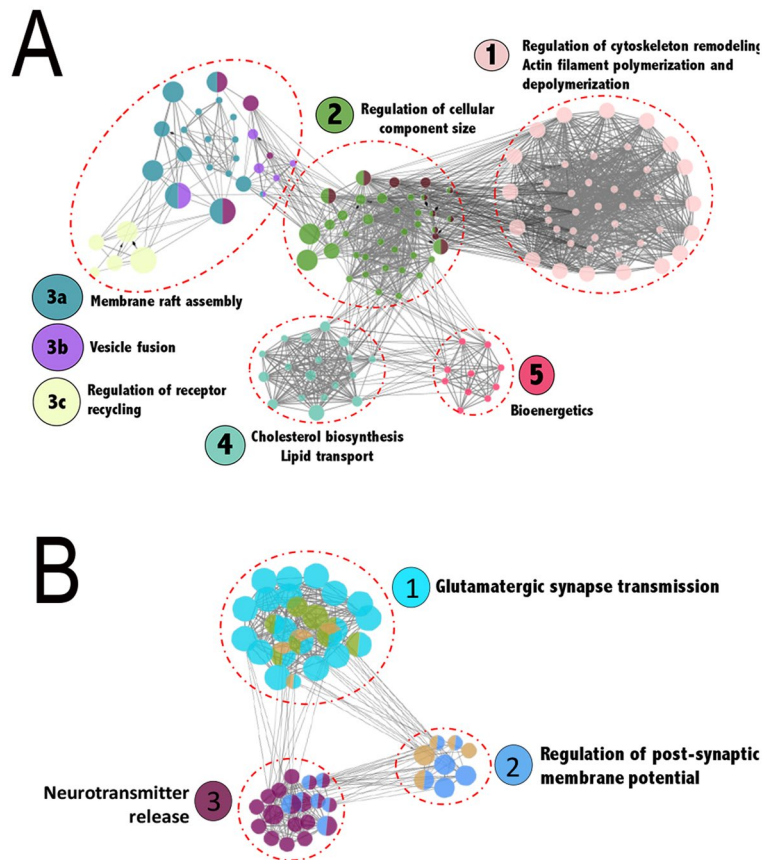 A
1 Regulation of cytoskeleton remodeling
Actin filament polymerization and
depolymerization
2 Regulation of cellular
component size
3a Membrane raft assembly
3b Vesicle fusion
3c Regulation of receptor
recycling
4 Cholesterol biosynthesis
Lipid transport
5
Bioenergetics
B
1 Glutamatergic synapse transmission
2 Regulation of post-synaptic
membrane potential
3 Neurotransmitter
release